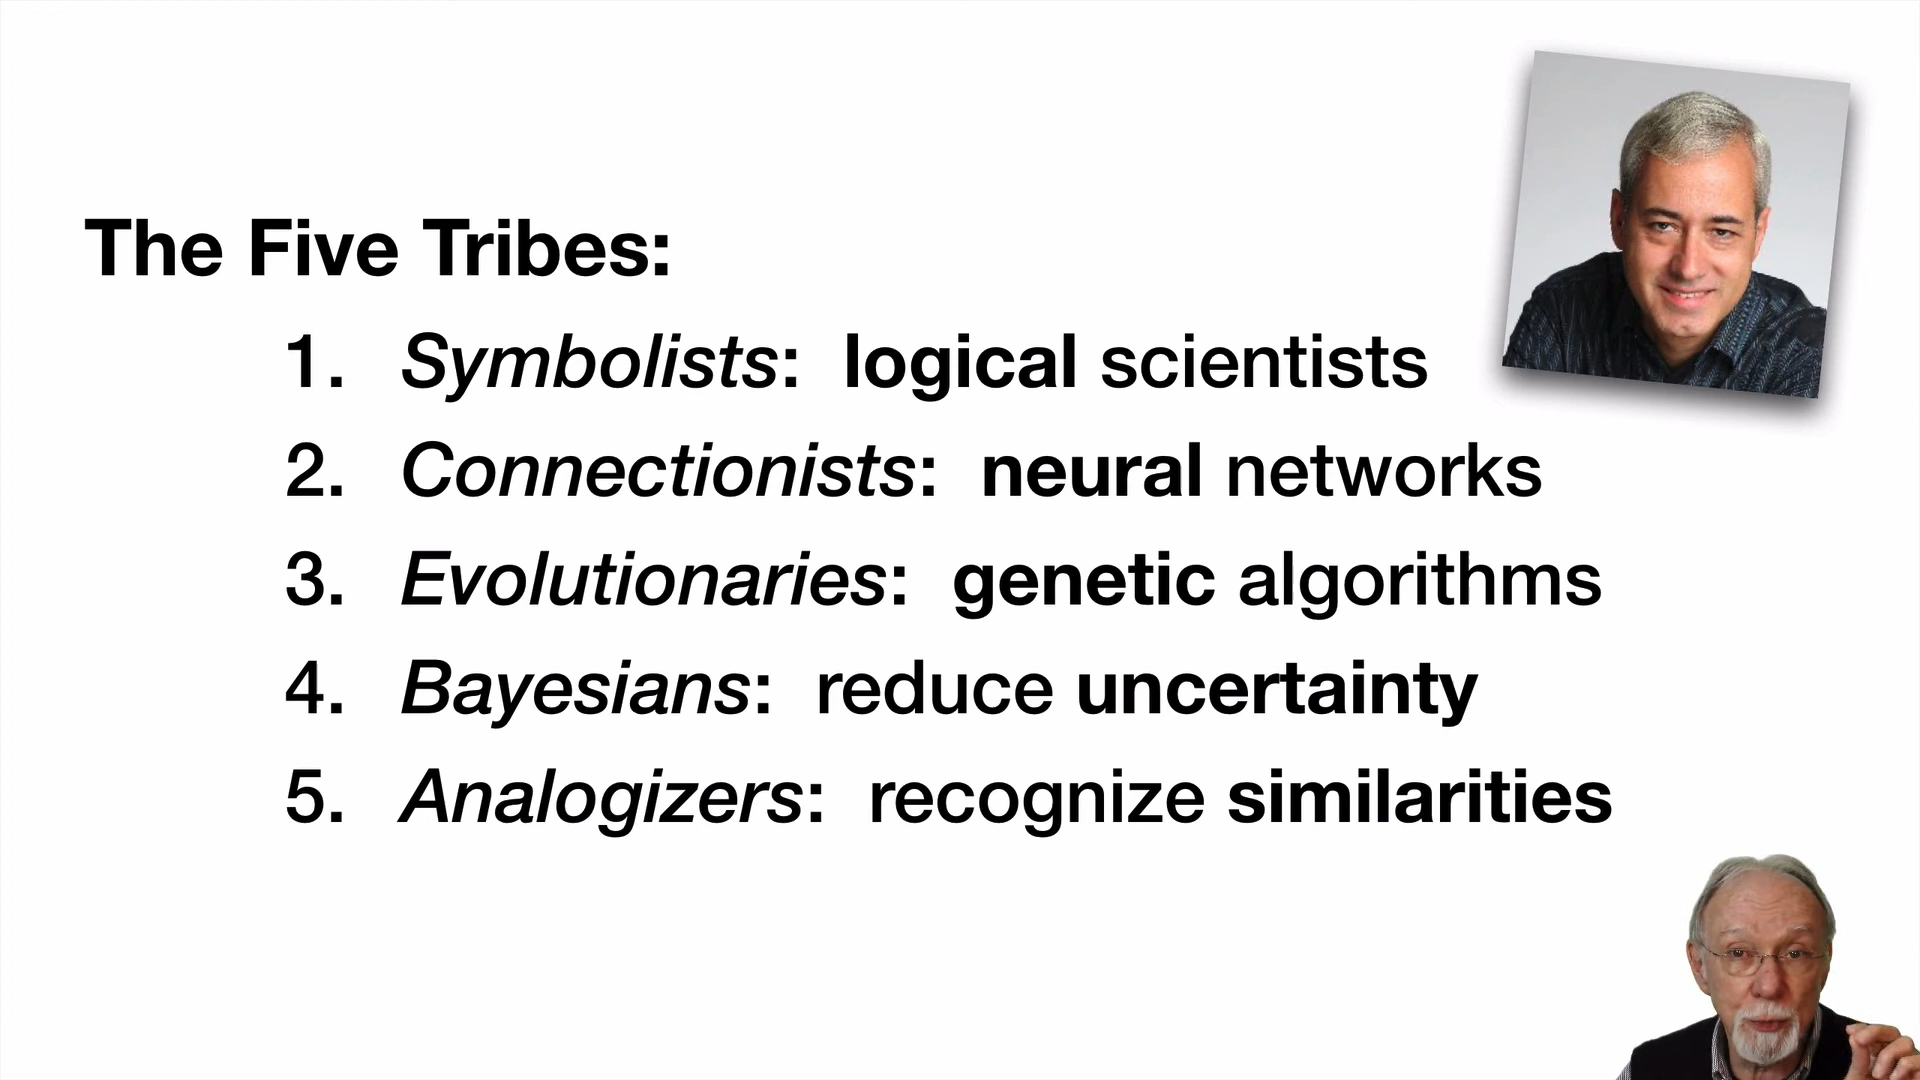 The Five Tribes:
1. Symbolists: logical scientists
2. Connectionists: neural networks
3. Evolutionaries: genetic algorithms
4. Bayesians: reduce uncertainty
5. Analogizers: recognize similarities